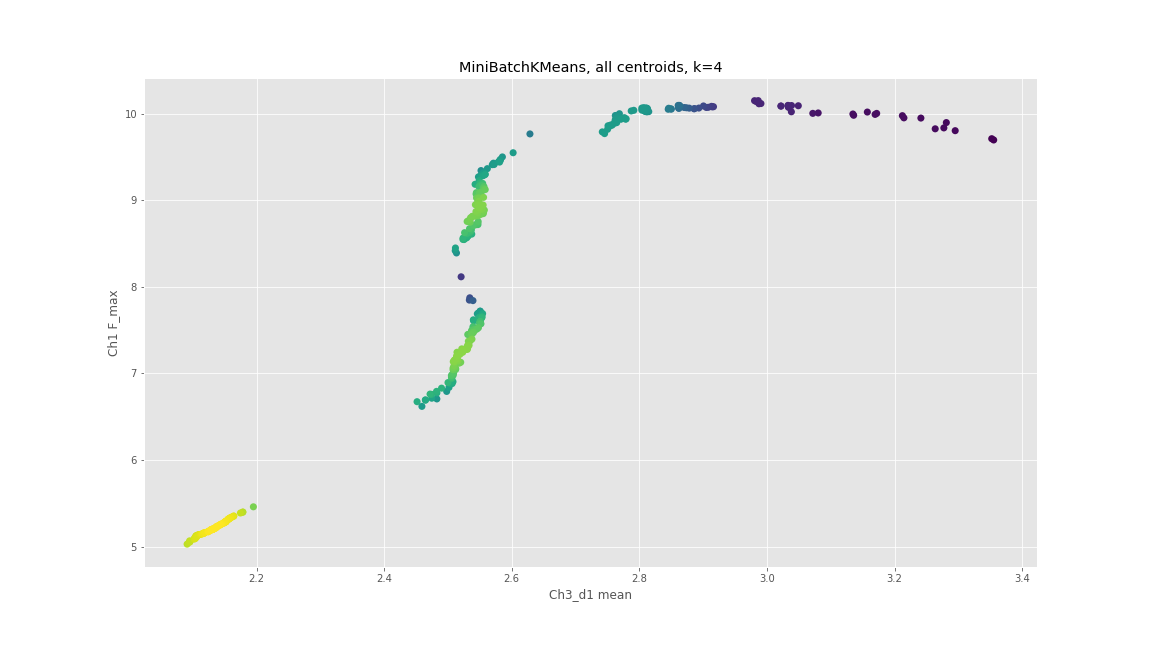 MiniBatchKMeans, all centroids, k=4
10
9
8
7
6
5
Ch1 F_max
2.2 2.4 2.6 2.8 3.0 3.2 3.4
Ch3_d1 mean